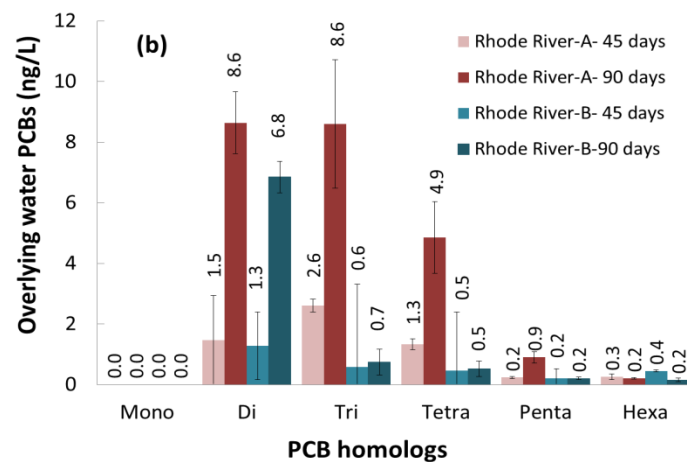 (b)
Overlying water PCBs (ng/L)
12
10
8
6
4
2
0
Rhode River-A- 45 days
Rhode River-A- 90 days
Rhode River-B- 45 days
Rhode River-B-90 days
0.0 0.0 0.0 0.0
1.5 8.6 1.3 6.8
2.6 8.6 0.6 0.7
1.3 4.9 0.5 0.5
0.2 0.9 0.2 0.2
0.3 0.2 0.4 0.2
Mono Di Tri Tetra Penta Hexa
PCB homologs